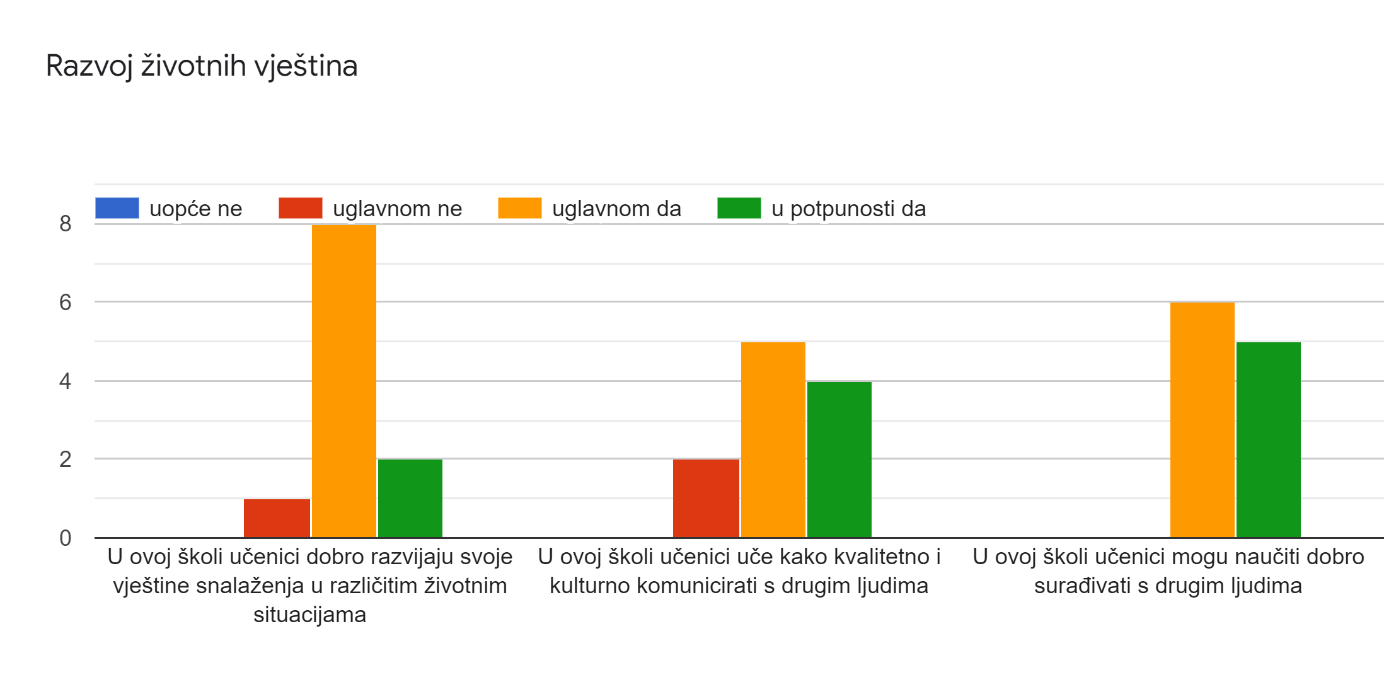 Razvoj životnih vještina
uopće ne
uglavnom ne
uglavnom da
u potpunosti da
8
6
4
2
0
U ovoj školi učenici dobro razvijaju svoje
vještine snalaženja u različitim životnim
situacijama
U ovoj školi učenici uče kako kvalitetno i
kulturno komunicirati s drugim ljudima
U ovoj školi učenici mogu naučiti dobro
surađivati s drugim ljudima